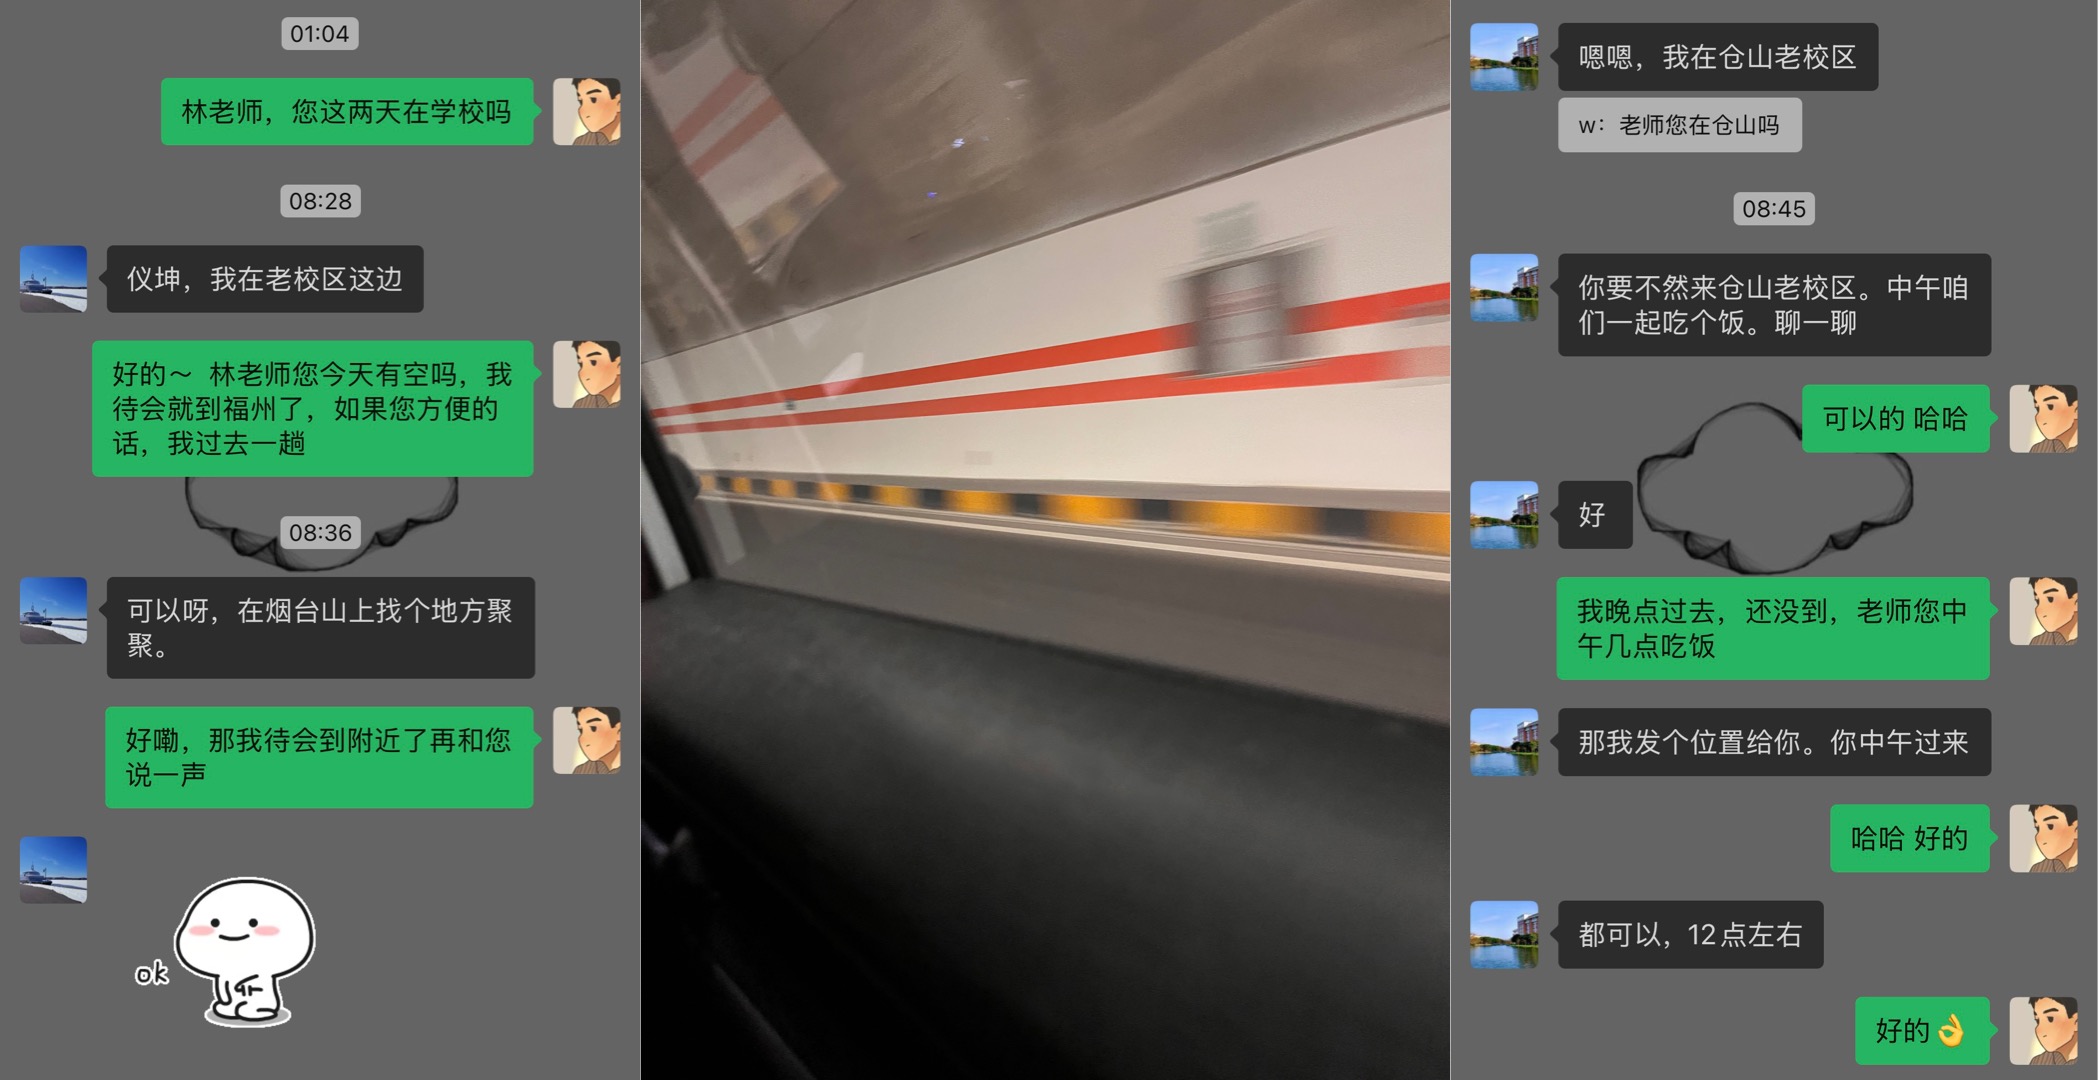 01:04
林老师，您这两天在学校吗
08:28
仪坤，我在老校区这边
好的～ 林老师您今天有空吗，我
待会就到福州了，如果您方便的
话，我过去一趟
08:36
可以呀，在烟台山上找个地方聚
聚。
好嘞，那我待会到附近了再和您
说一声
ok
嗯嗯，我在仓山老校区
w：老师您在仓山吗
08:45
你要不然来仓山老校区。中午咱
们一起吃个饭。聊一聊
可以的 哈哈
好
我晚点过去，还没到，老师您中
午几点吃饭
那我发个位置给你。你中午过来
哈哈 好的
都可以，12点左右
好的👌